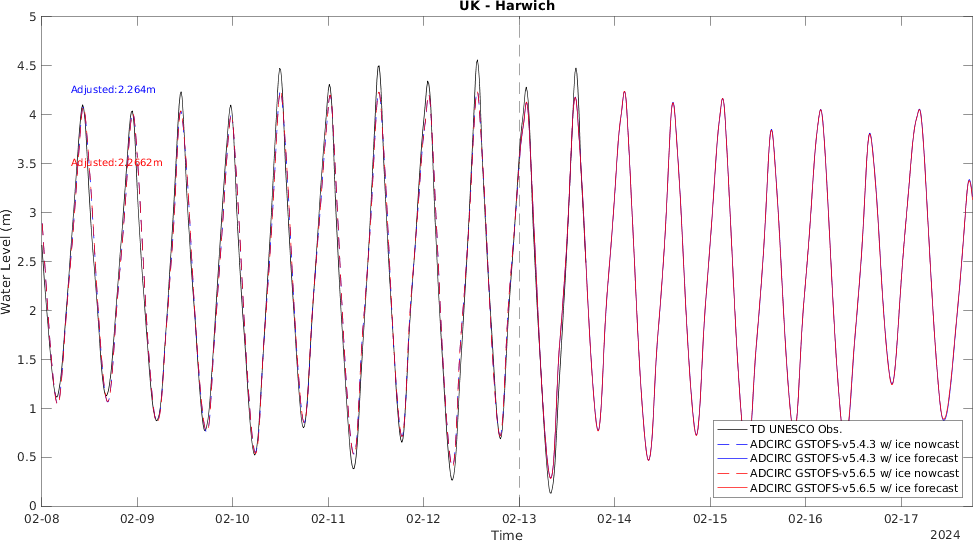 UK - Harwich
5
4.5
4
3.5
3
2.5
2
1.5
1
0.5
0
Water Level (m)
Adjusted:2.264m
Adjusted:2.2662m
TD UNESCO Obs.
ADCIRC GSTOFS-v5.4.3 w/ ice nowcast
ADCIRC GSTOFS-v5.4.3 w/ ice forecast
ADCIRC GSTOFS-v5.6.5 w/ ice nowcast
ADCIRC GSTOFS-v5.6.5 w/ ice forecast
02-08 02-09 02-10 02-11 02-12 02-13 02-14 02-15 02-16 02-17
Time
2024